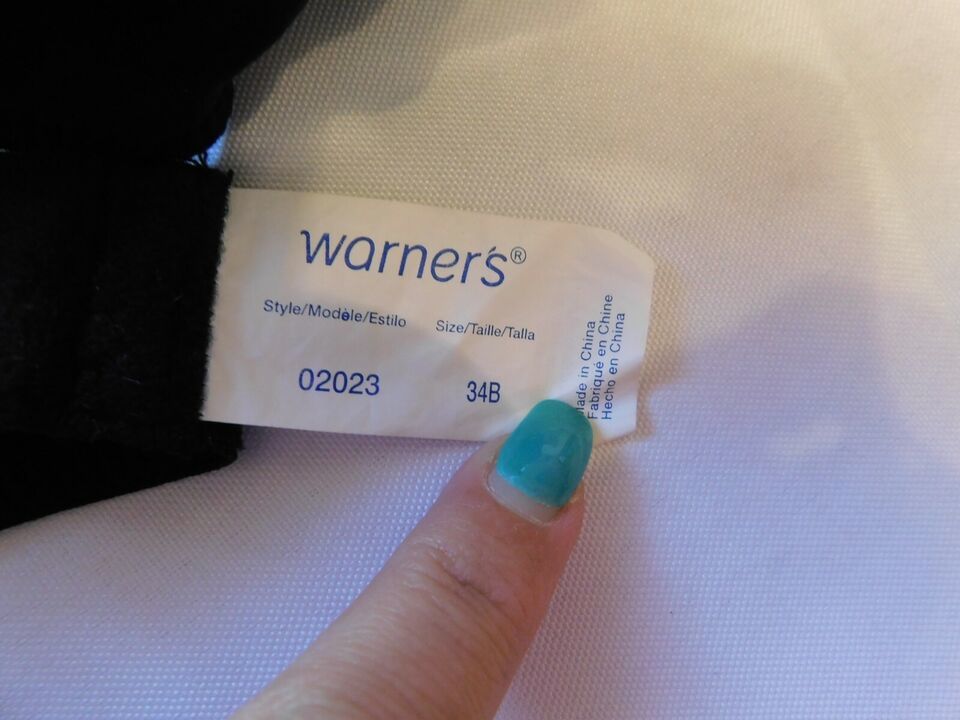 warner's®
Style/Modèle/Estilo Size/Taille/Talla
02023 34B
Made in China
Fabriqué en Chine
Hecho en China